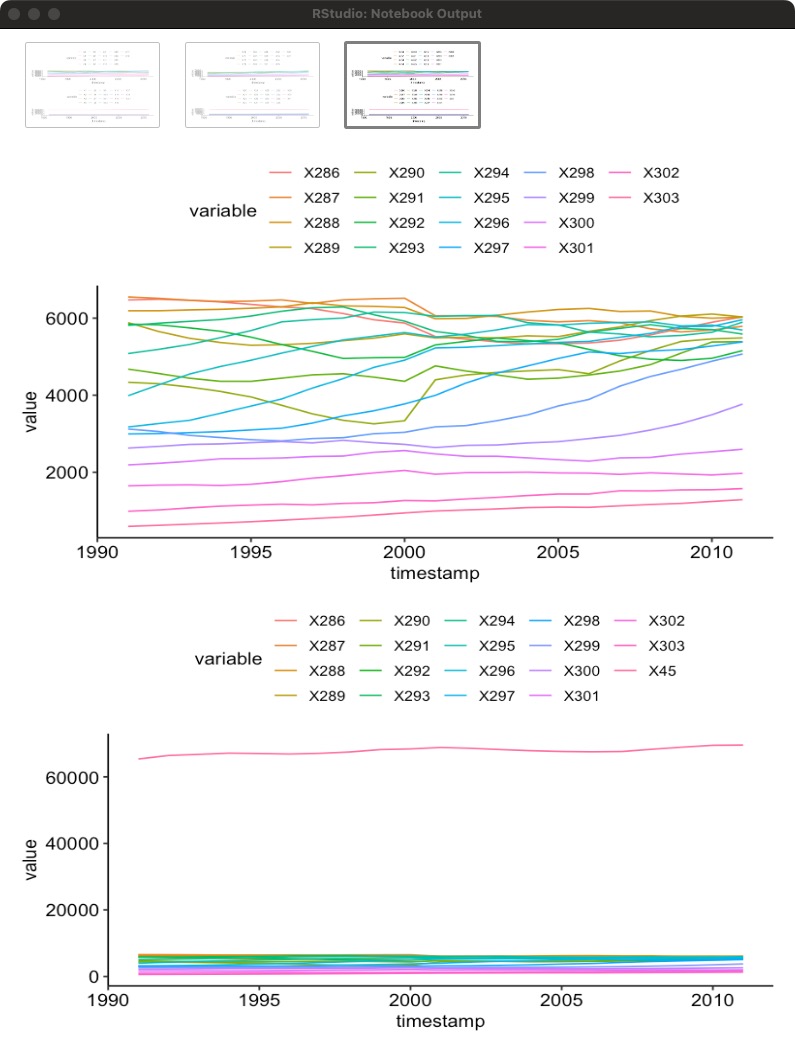 RStudio: Notebook Output
X286 X290 X294 X298 X302
X287 X291 X295 X299 X303
variable
X288 X292 X296 X300
X289 X293 X297 X301
6000
4000
2000
value
1990 1995 2000 2005 2010
timestamp
X286 X290 X294 X298 X302
X287 X291 X295 X299 X303
variable
X288 X292 X296 X300 X45
X289 X293 X297 X301
60000
40000
20000
0
value
1990 1995 2000 2005 2010
timestamp